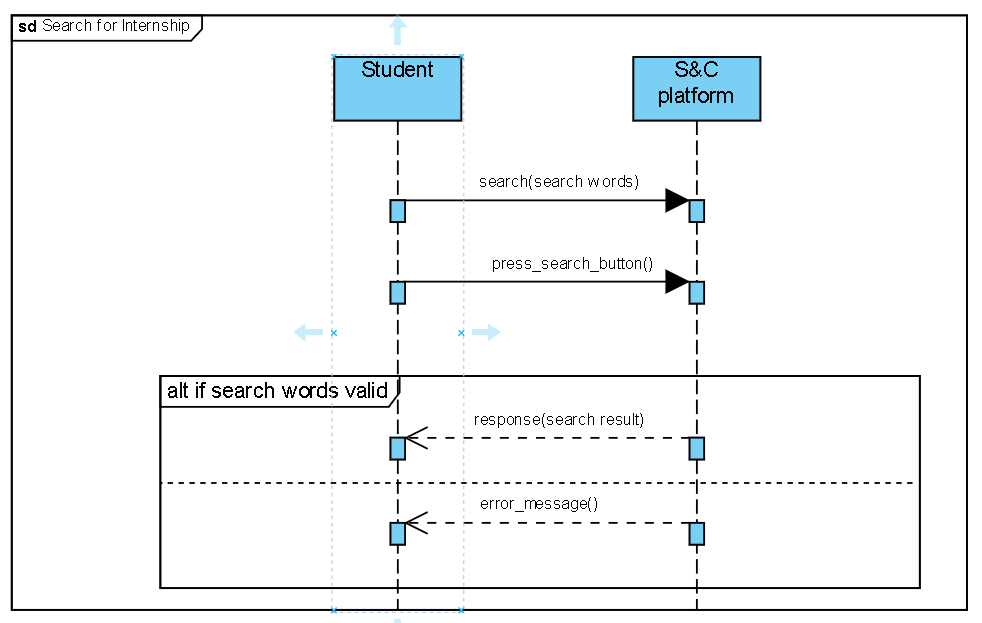 sd Search for Internship
Student
S&C
platform
search(search words)
press_search_button()
alt if search words valid
response(search result)
error_message()